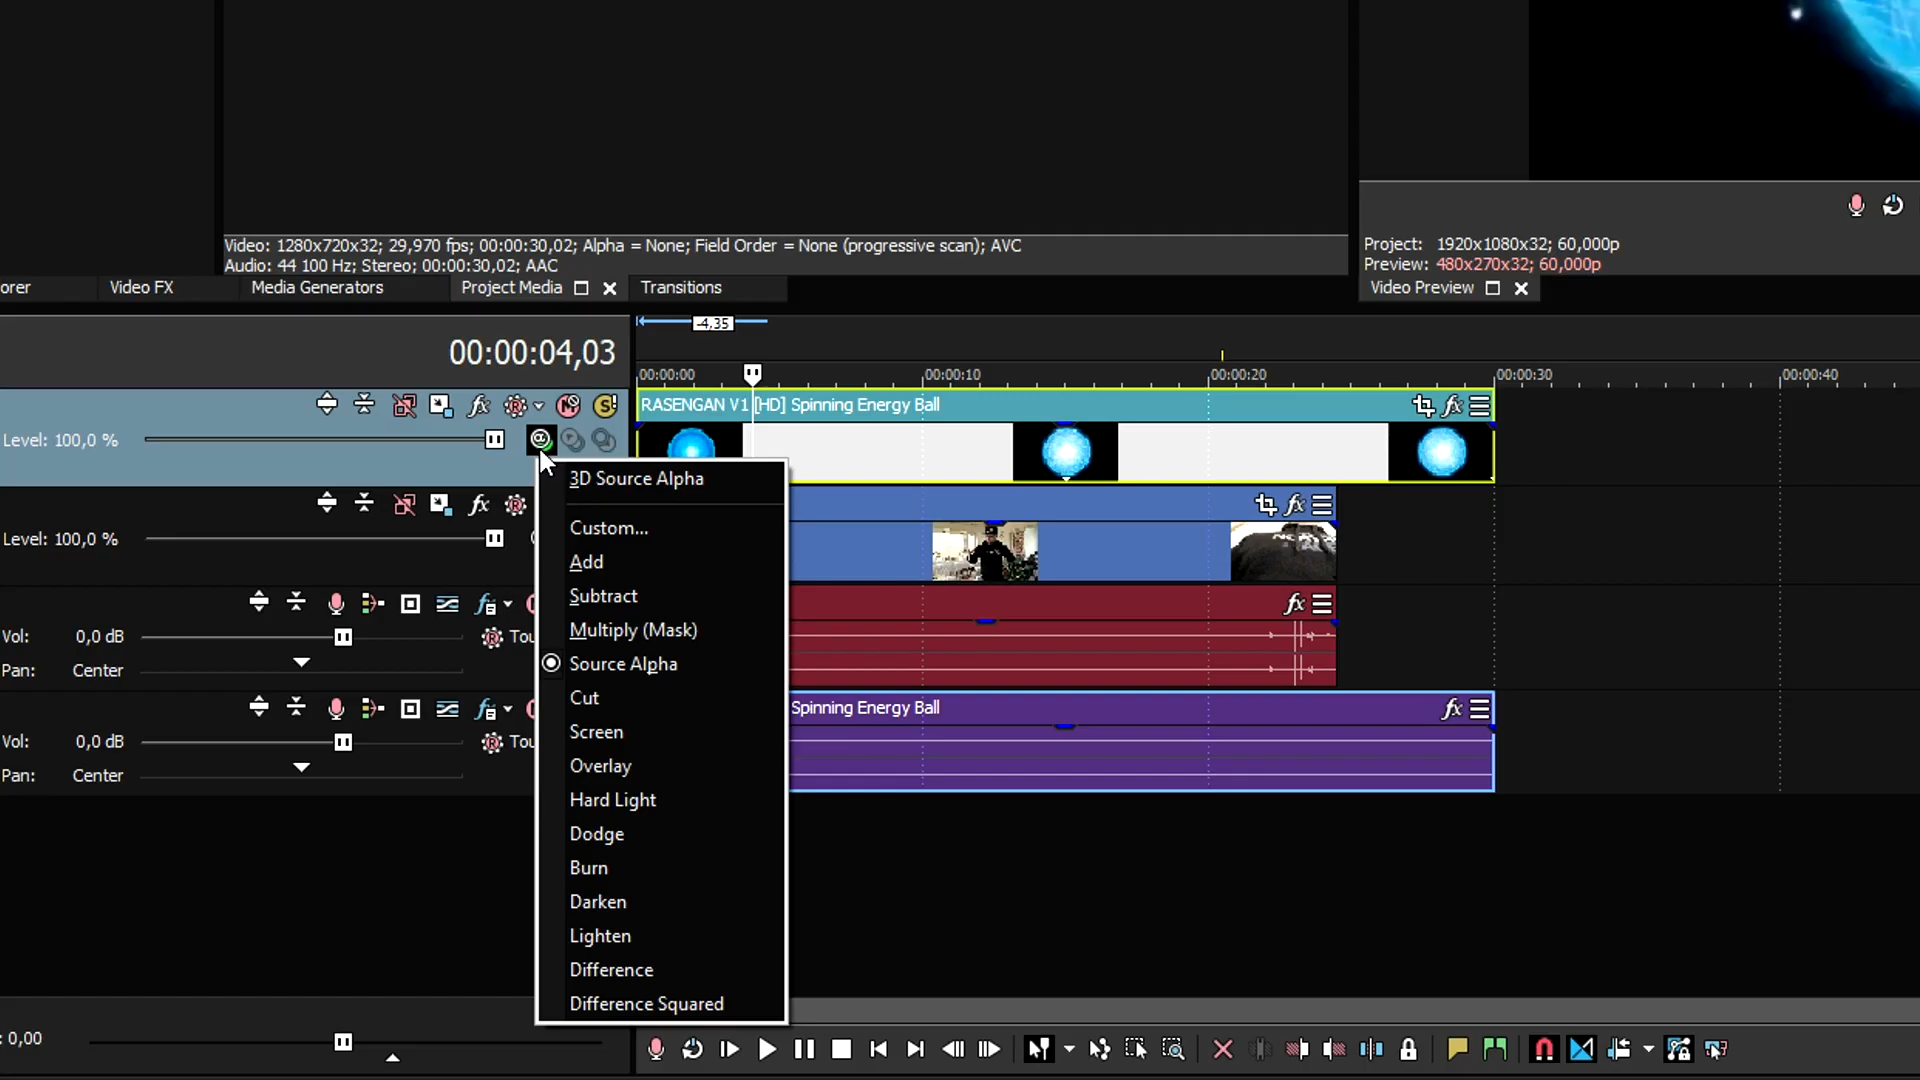 Video: 1280x720x32; 29,970 fps; 00:00:30,02; Alpha = None; Field Order = None (progressive scan); AVC
Audio: 44 100 Hz; Stereo; 00:00:30,02; AAC
Project: 1920x1080x32; 60,000p
Preview: 480x270x32; 60,000p
orer
Video FX
Media Generators
Project Media
Transitions
Video Preview
-4.35
00:00:04,03
00:00:00
00:00:10
00:00:20
00:00:30
00:00:40
RASENGAN V1 [HD] Spinning Energy Ball
Level: 100,0 %
3D Source Alpha
Custom...
Add
Subtract
Multiply (Mask)
Source Alpha
Cut
Screen
Overlay
Hard Light
Dodge
Burn
Darken
Lighten
Difference
Difference Squared
Level: 100,0 %
Vol: 0,0 dB
Tou
Pan: Center
Spinning Energy Ball
Vol: 0,0 dB
Tou
Pan: Center
: 0,00